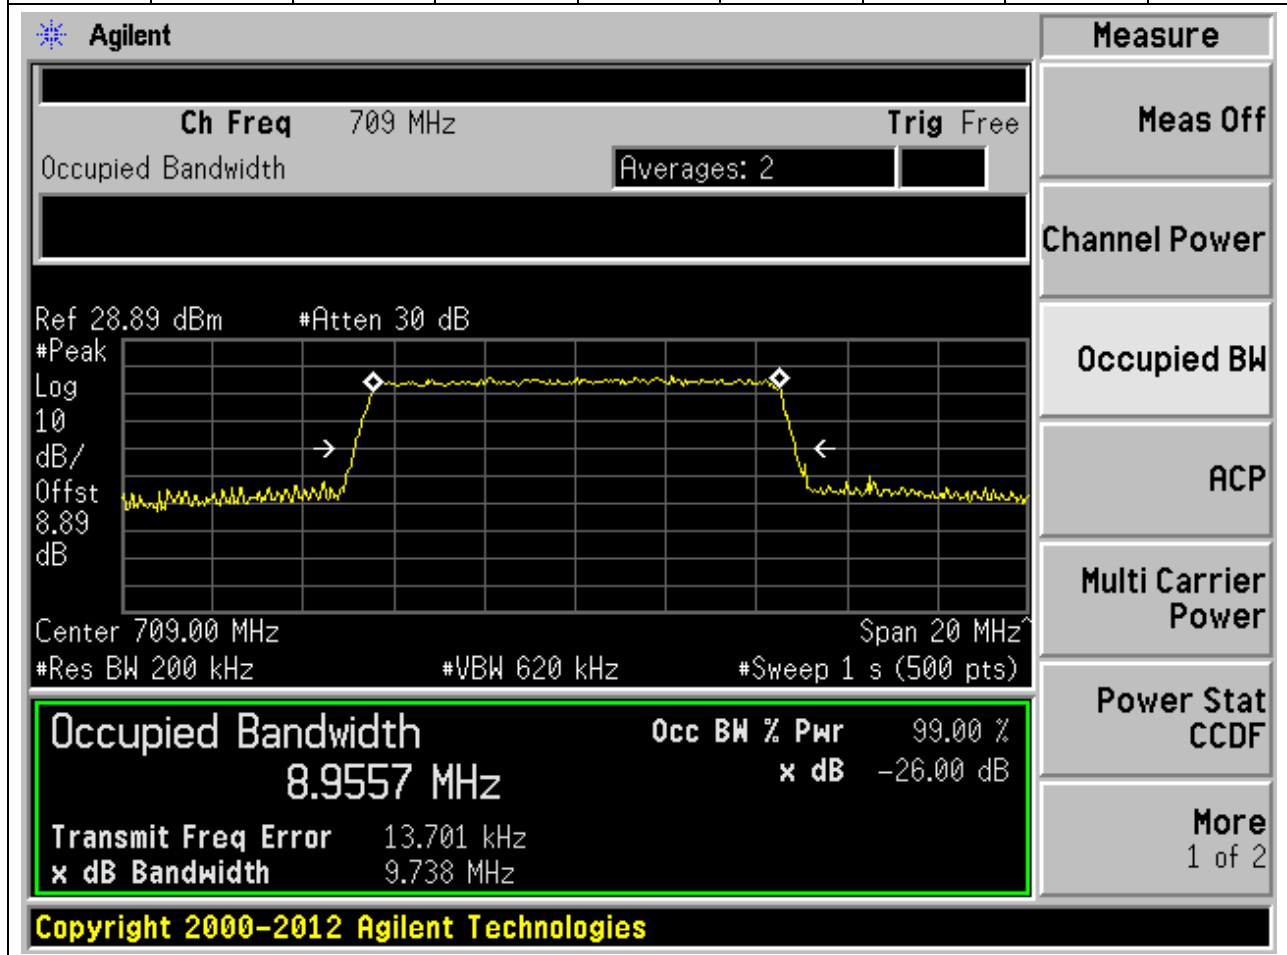 Agilent
Measure
Ch Freq 709 MHz Trig Free
Meas Off
Occupied Bandwidth Averages: 2
Channel Power
Ref 28.89 dBm #Atten 30 dB
#Peak
Log
10
dB/
Offst
8.89
dB
Occupied BW
ACP
Multi Carrier
Power
Center 709.00 MHz Span 20 MHz^
#Res BW 200 kHz #VBW 620 kHz #Sweep 1 s (500 pts)
Power Stat
CCDF
Occupied Bandwidth Occ BW % Pwr 99.00 %
8.9557 MHz x dB -26.00 dB
Transmit Freq Error 13.701 kHz
x dB Bandwidth 9.738 MHz
More
1 of 2
Copyright 2000-2012 Agilent Technologies